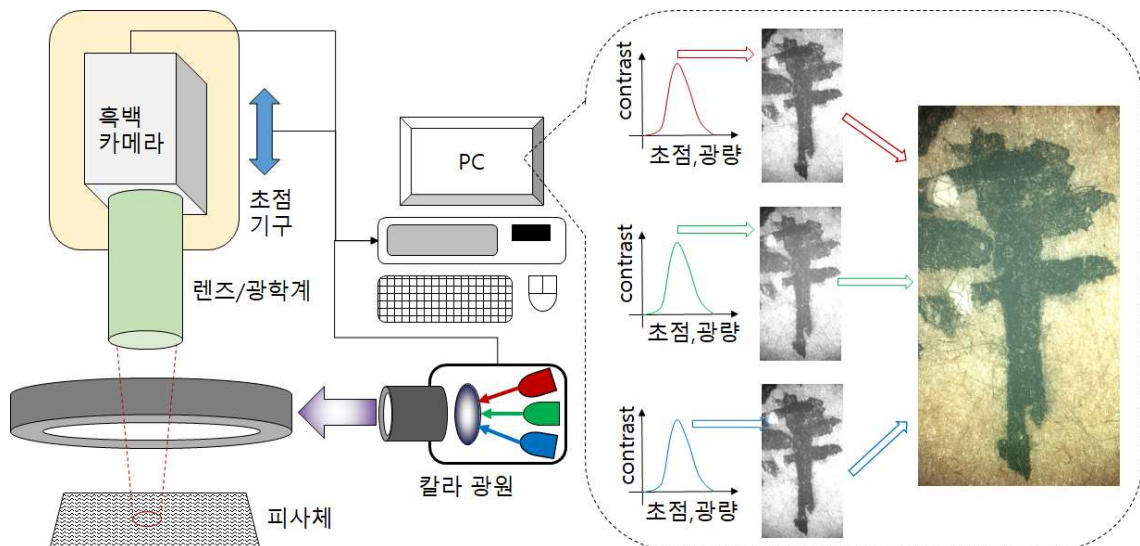 흑백
카메라
초점
기구
렌즈/광학계
PC
칼라 광원
피사체
contrast
초점,광량
contrast
초점,광량
contrast
초점,광량